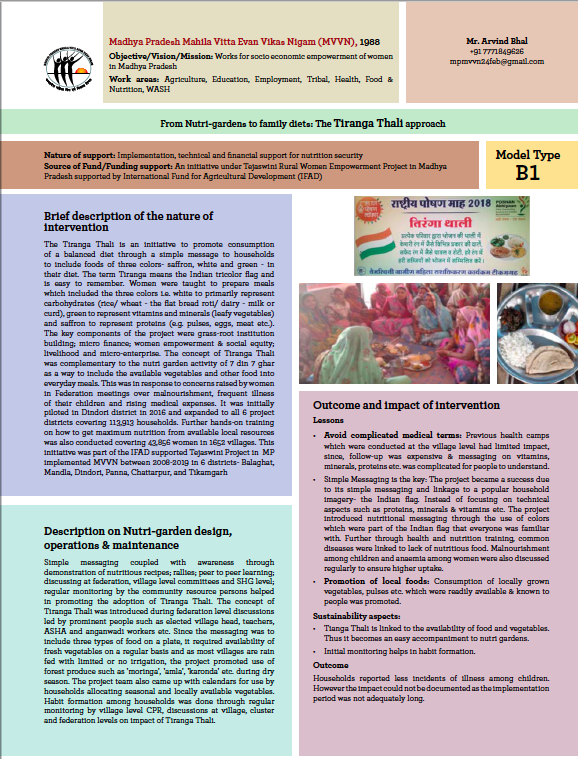 Madhya Pradesh Mahila Vitta Evan Vikas Nigam (MVVN), 1988
Objective/Vision/Mission: Works for socio economic empowerment of women
in Madhya Pradesh
Work areas: Agriculture, Education, Employment, Tribal, Health, Food &
Nutrition, WASH
Mr. Arvind Bhal
+91 7771849626
mpmvvn24feb@gmail.com
From Nutri-gardens to family diets: The Tiranga Thali approach
Nature of support: Implementation, technical and financial support for nutrition security
Source of Fund/Funding support: An initiative under Tejaswini Rural Women Empowerment Project in Madhya
Pradesh supported by International Fund for Agricultural Development (IFAD)
Model Type
B1
Brief description of the nature of
intervention
The Tiranga Thali is an initiative to promote consumption
of a balanced diet through a simple message to households
to include foods of three colors- saffron, white and green - in
their diet. The term Tiranga means the Indian tricolor flag and
is easy to remember. Women were taught to prepare meals
which included the three colors i.e. white to primarily represent
carbohydrates (rice/ wheat - the flat bread roti/ dairy - milk or
curd), green to represent vitamins and minerals (leafy vegetables)
and saffron to represent proteins (e.g. pulses, eggs, meat etc.).
The key components of the project were grass-root institution
building; micro finance; women empowerment & social equity;
livelihood and micro-enterprise. The concept of Tiranga Thali
was complementary to the nutri garden activity of 7 din 7 ghar
as a way to include the available vegetables and other food into
everyday meals. This was in response to concerns raised by women
in Federation meetings over malnourishment, frequent illness
of their children and rising medical expenses. It was initially
piloted in Dindori district in 2016 and expanded to all 6 project
districts covering 113,913 households. Further hands-on training
on how to get maximum nutrition from available local resources
was also conducted covering 43,856 women in 1652 villages. This
initiative was part of the IFAD supported Tejaswini Project in MP
implemented MVVN between 2008-2019 in 6 districts- Balaghat,
Mandla, Dindori, Panna, Chattarpur, and Tikamgarh
Description on Nutri-garden design,
operations & maintenance
Simple messaging coupled with awareness through
demonstration of nutritious recipes; rallies; peer to peer learning;
discussing at federation, village level committees and SHG level;
regular monitoring by the community resource persons helped
in promoting the adoption of Tiranga Thali. The concept of
Tiranga Thali was introduced during federation level discussions
led by prominent people such as elected village head, teachers,
ASHA and anganwadi workers etc. Since the messaging was to
include three types of food on a plate, it required availability of
fresh vegetables on a regular basis and as most villages are rain
fed with limited or no irrigation, the project promoted use of
forest produce such as 'moringa', 'amla', 'karonda' etc. during dry
season. The project team also came up with calendars for use by
households allocating seasonal and locally available vegetables.
Habit formation among households was done through regular
monitoring by village level CPR, discussions at village, cluster
and federation levels on impact of Tiranga Thali.
राष्ट्रीय पोषण माह 2018
तिरंगा थाली
POSHAN
Outcome and impact of intervention
Lessons
• Avoid complicated medical terms: Previous health camps
which were conducted at the village level had limited impact,
since, follow-up was expensive & messaging on vitamins,
minerals, proteins etc. was complicated for people to understand.
• Simple Messaging is the key: The project became a success due
to its simple messaging and linkage to a popular household
imagery- the Indian flag. Instead of focusing on technical
aspects such as proteins, minerals & vitamins etc. The project
introduced nutritional messaging through the use of colors
which were part of the Indian flag that everyone was familiar
with. Further through health and nutrition training, common
diseases were linked to lack of nutritious food. Malnourishment
among children and anaemia among women were also discussed
regularly to ensure higher uptake.
• Promotion of local foods: Consumption of locally grown
vegetables, pulses etc. which were readily available & known to
people was promoted.
Sustainability aspects:
• Tianga Thali is linked to the availability of food and vegetables.
Thus it becomes an easy accompaniment to nutri gardens.
• Initial monitoring helps in habit formation.
Outcome
Households reported less incidents of illness among children.
However the impact could not be documented as the implementation
period was not adequately long.